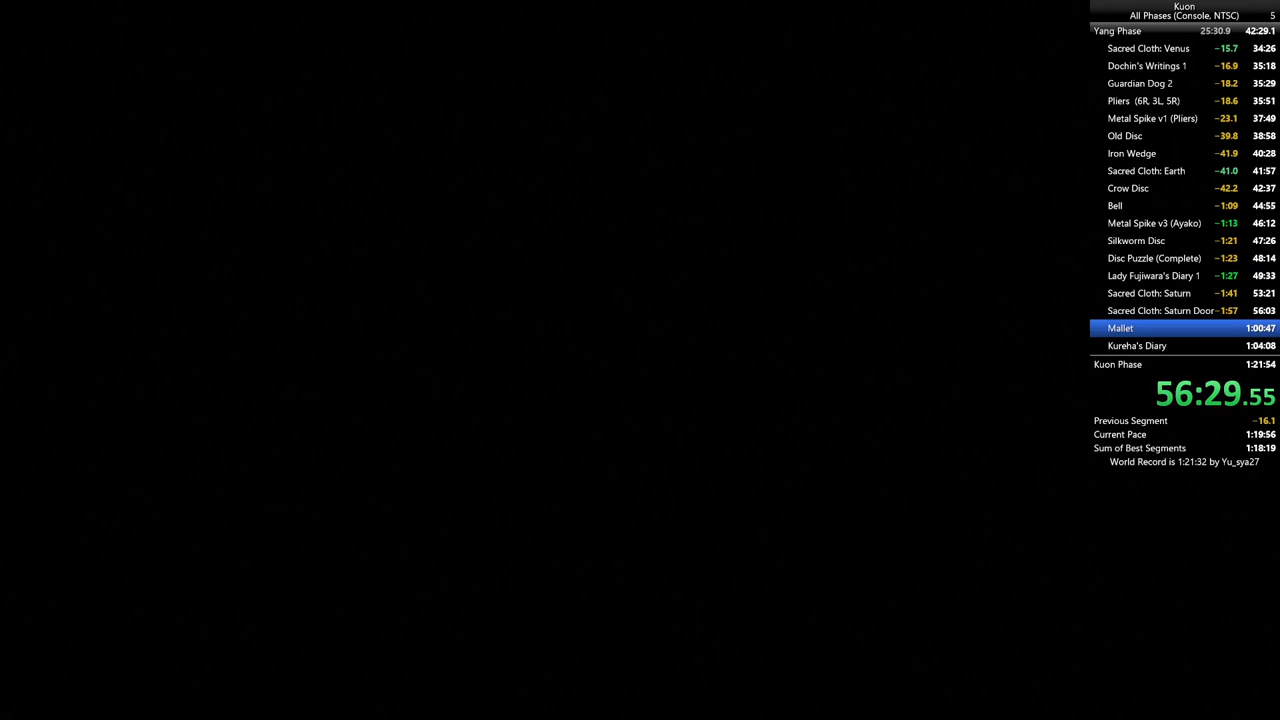 Kuon
All Phases (Console, NTSC) 5
Yang Phase 25:30.9 42:29.1
Sacred Cloth: Venus −15.7 34:26
Dochin's Writings 1 −16.9 35:18
Guardian Dog 2 −18.2 35:29
Pliers (6R, 3L, 5R) −18.6 35:51
Metal Spike v1 (Pliers) −23.1 37:49
Old Disc −39.8 38:58
Iron Wedge −41.9 40:28
Sacred Cloth: Earth −41.0 41:57
Crow Disc −42.2 42:37
Bell −1:09 44:55
Metal Spike v3 (Ayako) −1:13 46:12
Silkworm Disc −1:21 47:26
Disc Puzzle (Complete) −1:23 48:14
Lady Fujiwara's Diary 1 −1:27 49:33
Sacred Cloth: Saturn −1:41 53:21
Sacred Cloth: Saturn Door −1:57 56:03
Mallet 1:00:47
Kureha's Diary 1:04:08
Kuon Phase 1:21:54
56:29.55
Previous Segment −16.1
Current Pace 1:19:56
Sum of Best Segments 1:18:19
World Record is 1:21:32 by Yu_sya27